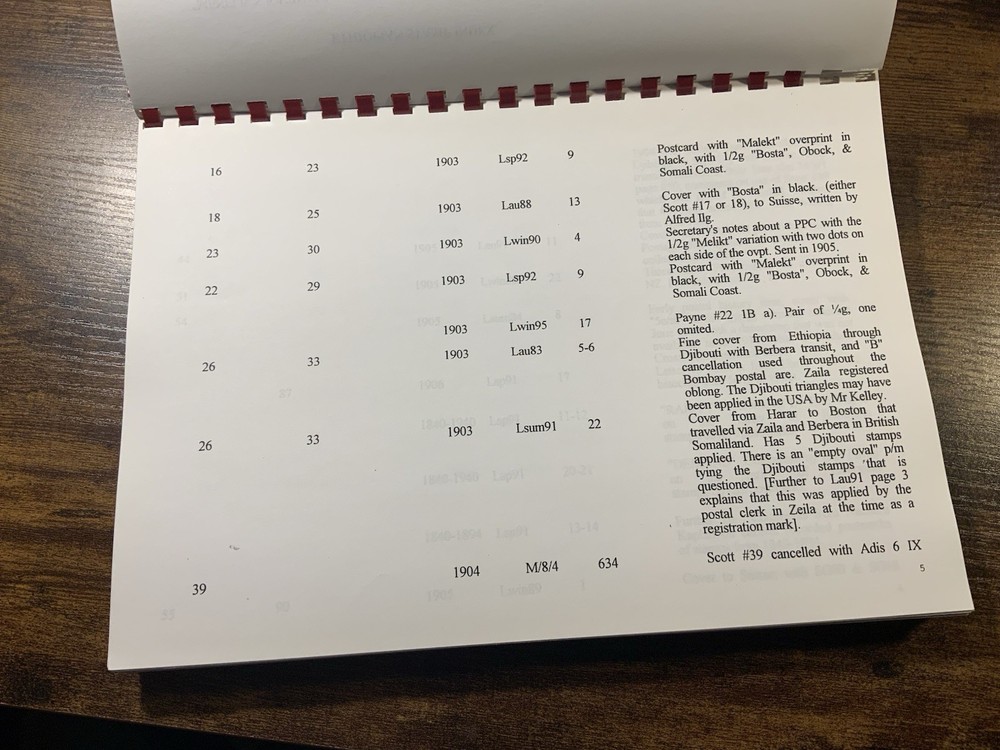 16 23 1903 Lsp92 9 Postcard with "Malekt" overprint in
black, with 1/2g "Bosta", Obock, &
Somali Coast.
18 25 1903 Lau88 13 Cover with "Bosta" in black. (either
Scott #17 or 18), to Suisse, written by
Alfred Ilg.
23 30 1903 Lwin90 4 Secretary's notes about a PPC with the
1/2g "Melikt" variation with two dots on
each side of the ovpt. Sent in 1905.
22 29 1903 Lsp92 9 Postcard with "Malekt" overprint in
black, with 1/2g "Bosta", Obock, &
Somali Coast.
1903 Lwin95 17 Payne #22 1B a). Pair of ¼g, one
omited.
26 33 1903 Lau83 5-6 Fine cover from Ethiopia through
Djibouti with Berbera transit, and "B"
cancellation used throughout the
Bombay postal are. Zaila registered
oblong. The Djibouti triangles may have
been applied in the USA by Mr Kelley.
26 33 1903 Lsum91 22 Cover from Harar to Boston that
travelled via Zaila and Berbera in British
Somaliland. Has 5 Djibouti stamps
applied. There is an "empty oval" p/m
tying the Djibouti stamps that is
questioned. [Further to Lau91 page 3
explains that this was applied by the
postal clerk in Zeila at the time as a
registration mark].
39 1904 M/8/4 634 Scott #39 cancelled with Adis 6 IX
5